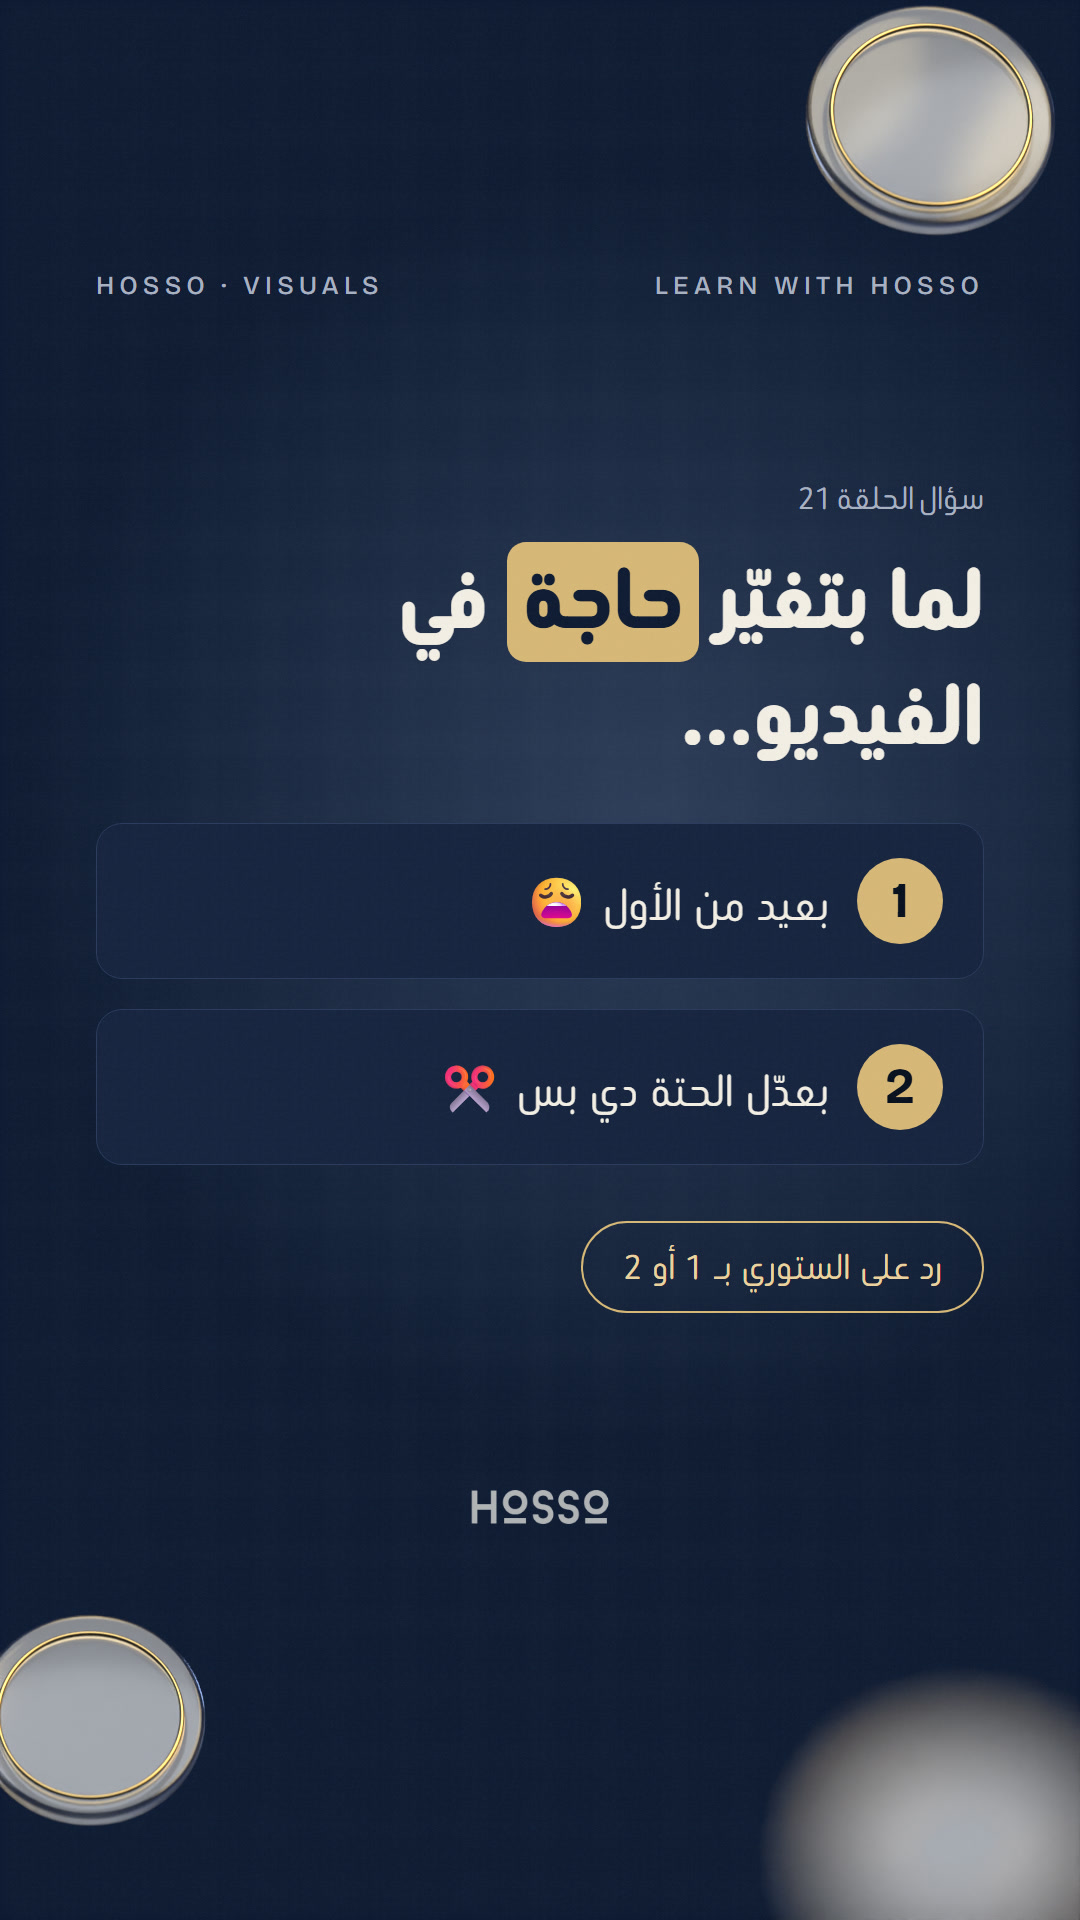 HOSSO · VISUALS
LEARN WITH HOSSO
سؤال الحلقة 21
لما بتغيّر حاجة في
الفيديو...
1 بعيد من الأول 😩
2 بعدّل الحتة دي بس ✂️
رد على الستوري بـ 1 أو 2
HOSSO